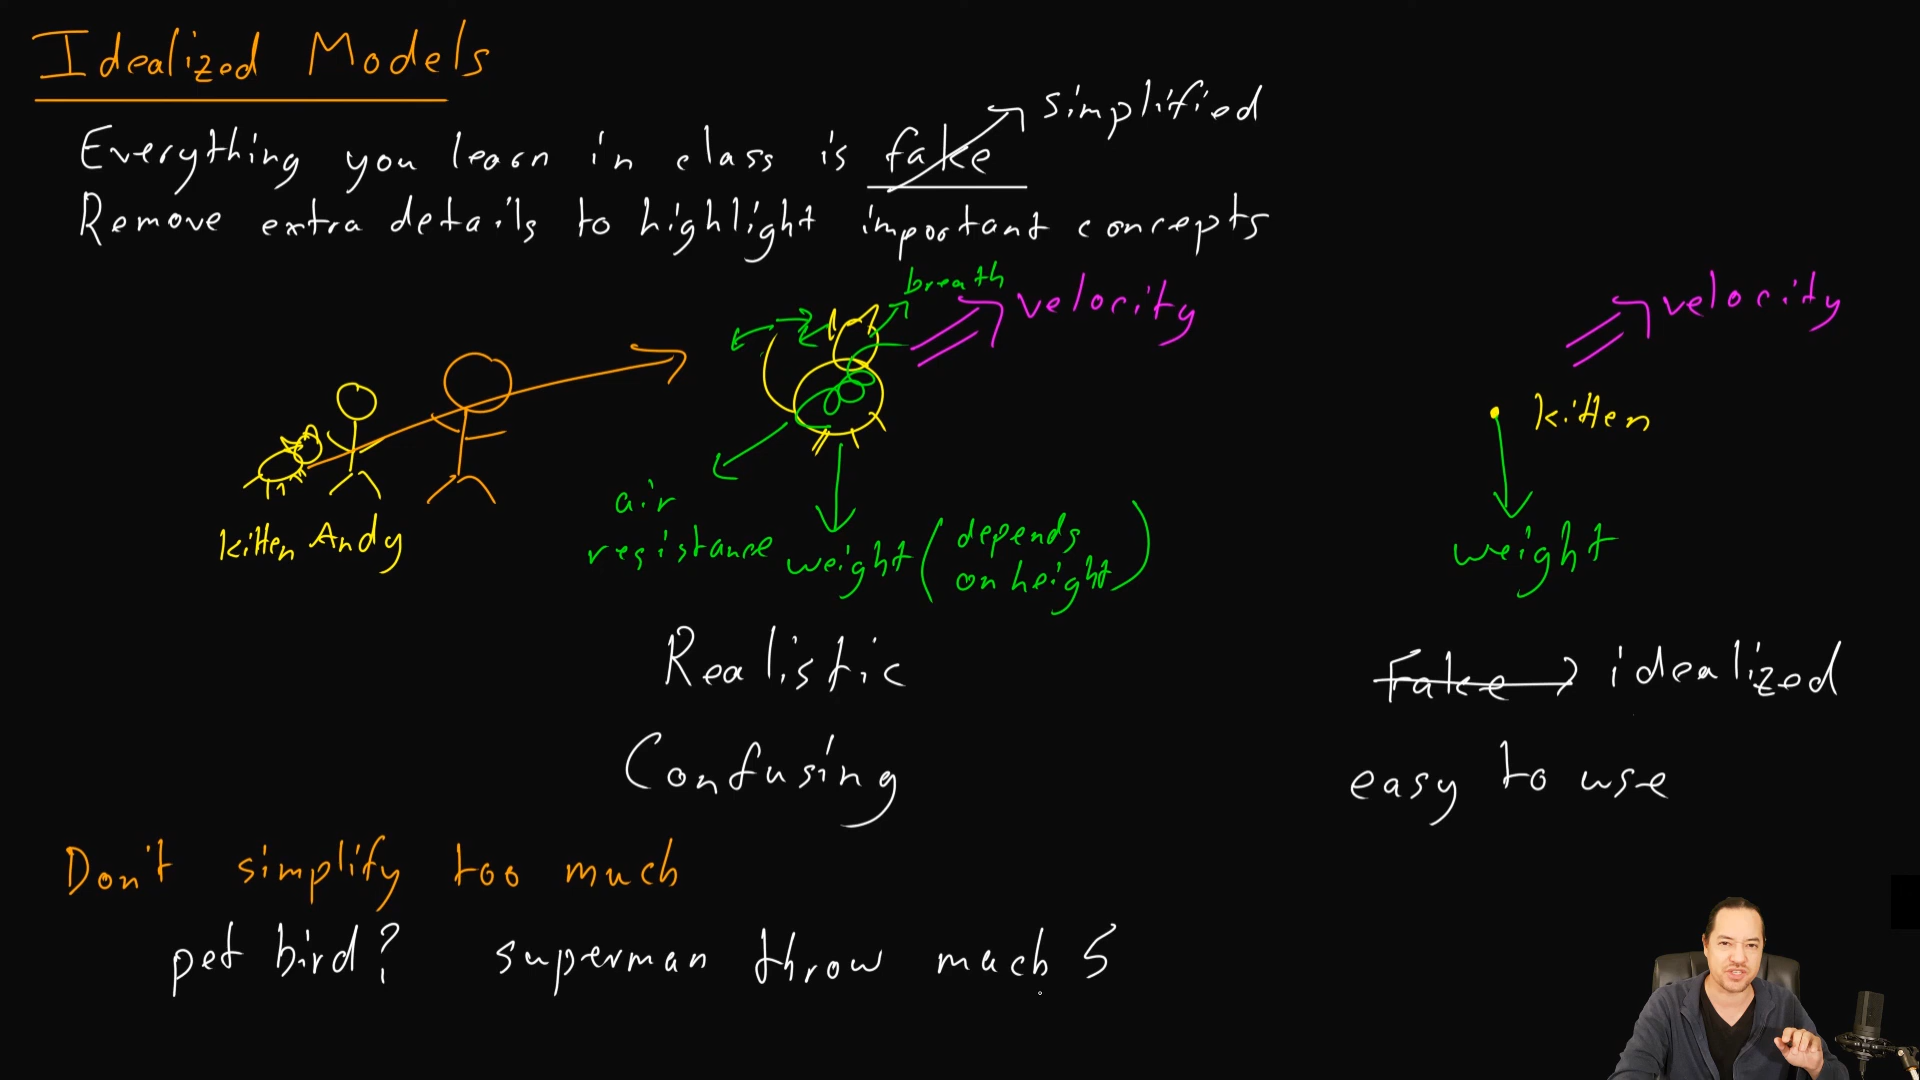 Idealized Models
simplified
Everything you learn in class is fake
Remove extra details to highlight important concepts
breath
velocity
velocity
kitten
kitten Andy
air
resistance
weight (depends on height)
weight
Realistic
Fake → idealized
Confusing
easy to use
Don't simplify too much
pet bird? superman throw mach 5